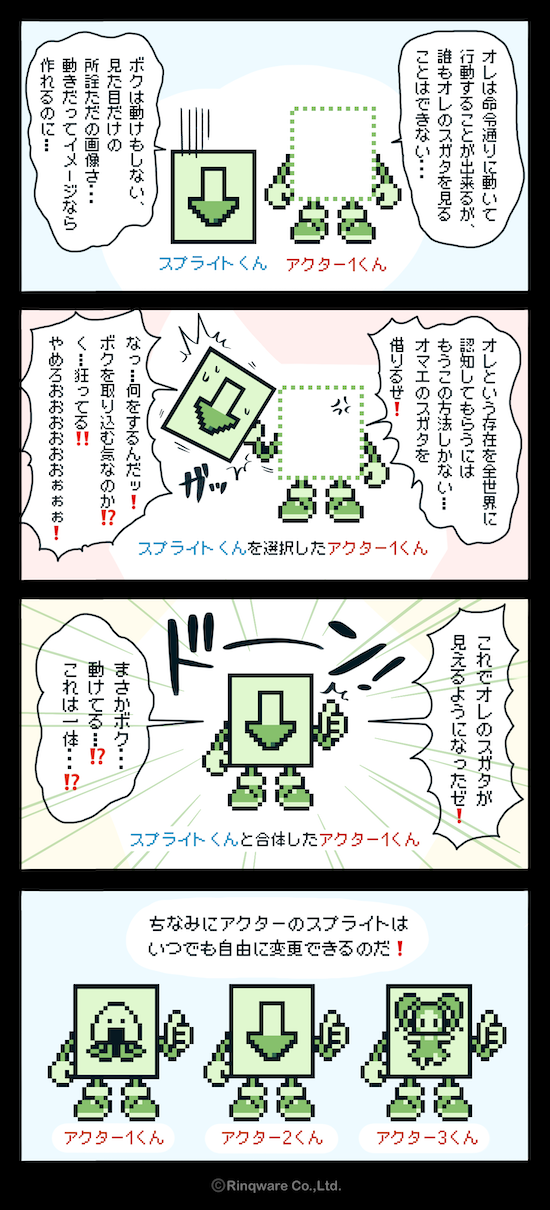 オレは命令通りに動いて
行動することが出来るが、
誰もオレのスガタを見る
ことはできない…
ボクは動けもしない、
見た目だけの
所詮ただの画像さ…
動きだってイメージなら
作れるのに…
スプライトくん
アクター1くん
オレという存在を全世界に
認知してもらうには
もうこの方法しかない…
オマエのスガタを
借りるぜ！
なっ…何をするんだッ！
ボクを取り込む気なのか⁉
く…狂ってる‼
やめろおおおおおおぉぉぉ！
ガッ
スプライトくんを選択したアクター1くん
これでオレのスガタが
見えるようになったぜ！
ドーーン！！
まさかボク…
動けてる…⁉
これは一体…⁉
スプライトくんと合体したアクター1くん
ちなみにアクターのスプライトは
いつでも自由に変更できるのだ！
アクター1くん
アクター2くん
アクター3くん
©Rinqware Co.,Ltd.